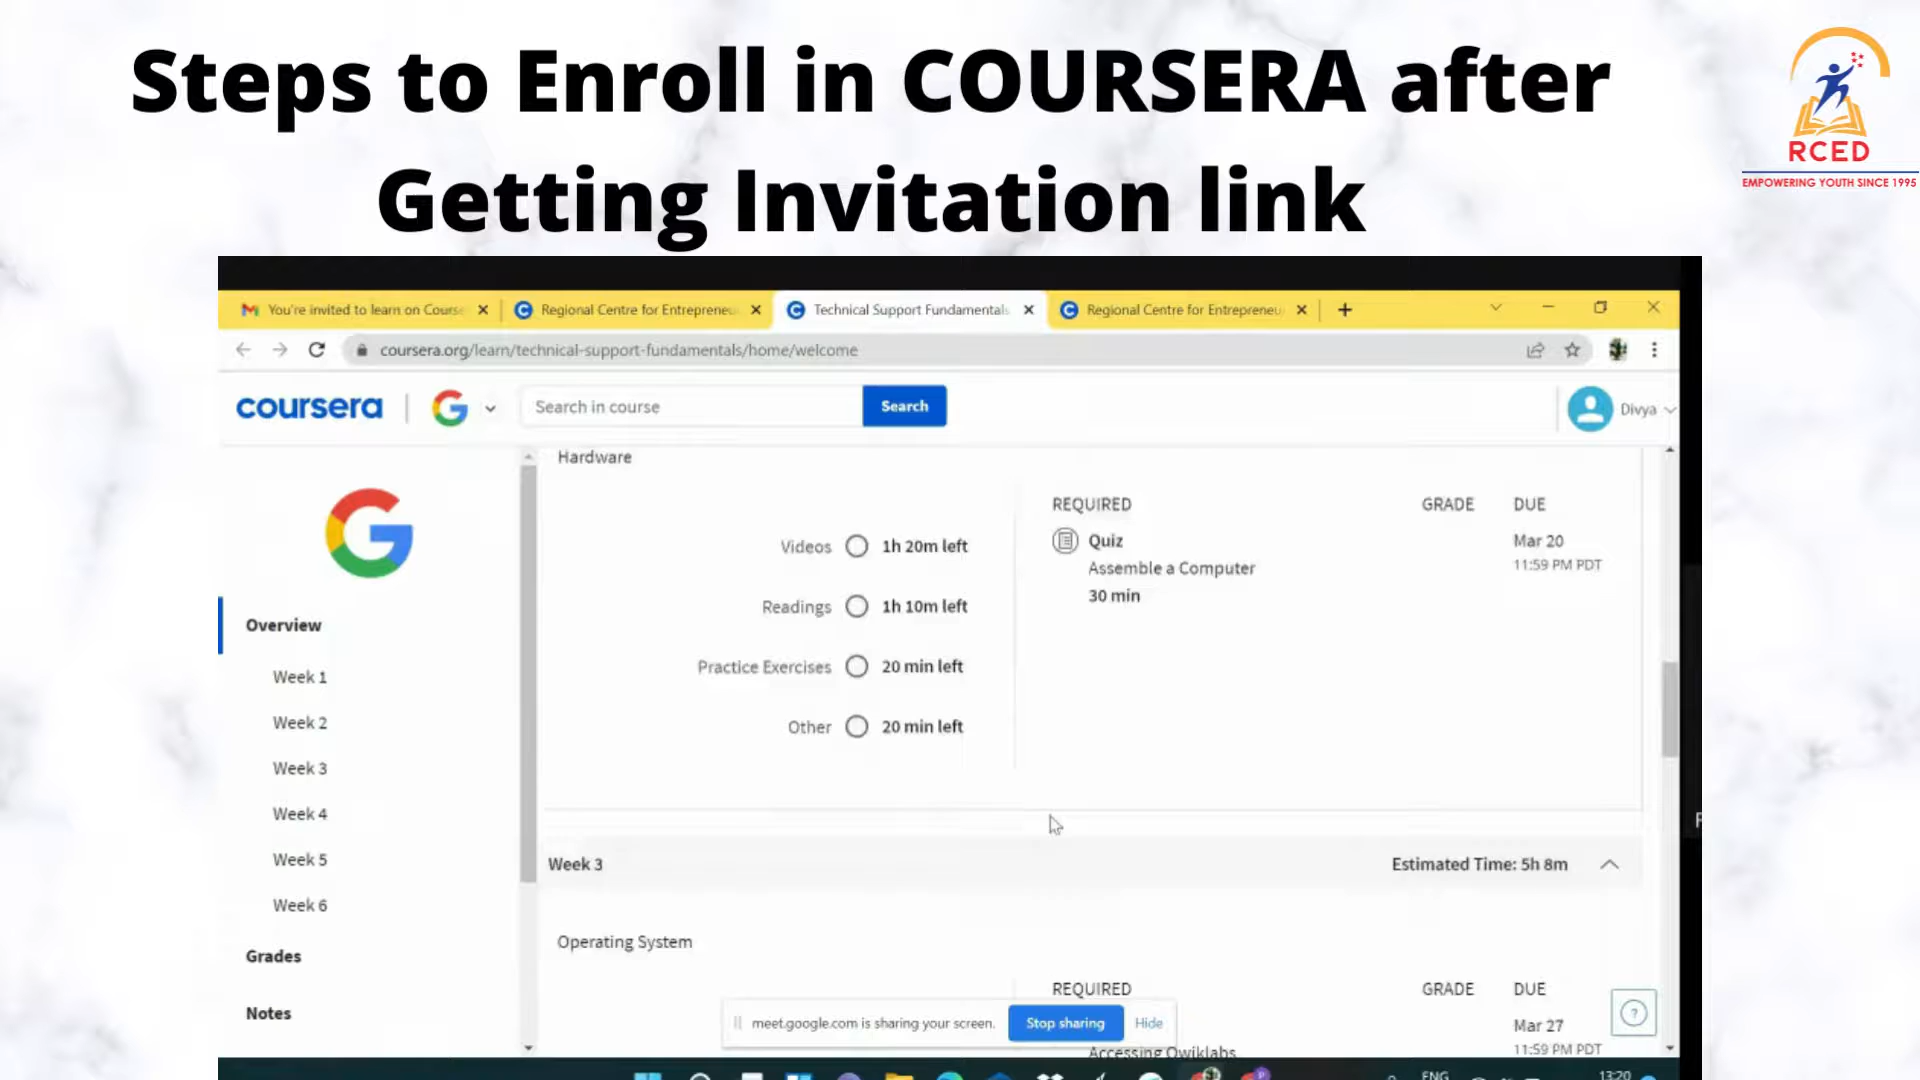 Steps to Enroll in COURSERA after
Getting Invitation link
RCED
EMPOWERING YOUTH SINCE 1995
You're invited to learn on Course
Regional Centre for Entrepreneu
Technical Support Fundamentals
Regional Centre for Entrepreneu
coursera.org/learn/technical-support-fundamentals/home/welcome
coursera
Search in course
Search
Divya
Hardware
REQUIRED GRADE DUE
Videos 1h 20m left
Quiz
Mar 20
Assemble a Computer
11:59 PM PDT
30 min
Readings 1h 10m left
Practice Exercises 20 min left
Other 20 min left
Overview
Week 1
Week 2
Week 3
Week 4
Week 5
Week 6
Grades
Notes
Week 3
Estimated Time: 5h 8m
Operating System
REQUIRED GRADE DUE
Mar 27
11:59 PM PDT
Accessing Qwiklabs
meet.google.com is sharing your screen.
Stop sharing
Hide
?
ENG
13:20